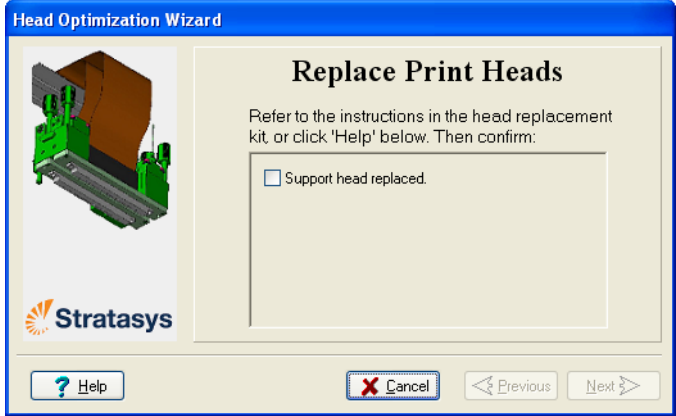 Head Optimization Wizard
Replace Print Heads
Refer to the instructions in the head replacement
kit, or click 'Help' below. Then confirm:
Support head replaced.
Stratasys
? Help
Cancel
Previous
Next